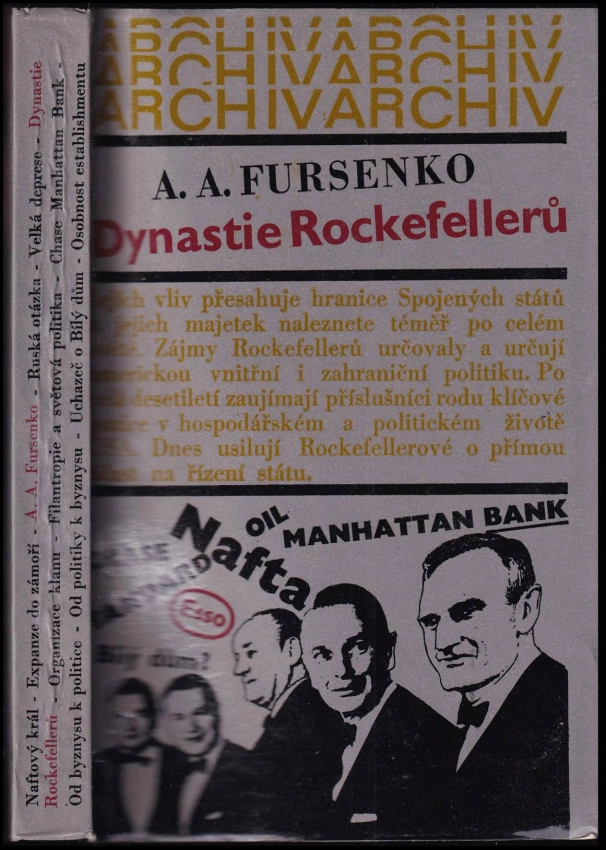 Naftový král - Expanze do zámoří - A. A. Fursenko - Ruská otázka - Velká deprese - Dynastie
Rockefellerů - Organizace klanu - Filantropie a světová politika - Chase Manhattan Bank -
Od byznysu k politice - Od politiky k byznysu - Uchazeč o Bílý dům - Osobnost establishmentu
ARCHIVARCHIV
ARCHIVARCHIV
ARCHIVARCHIV
A. A. FURSENKO
Dynastie Rockefellerů
vliv přesahuje hranice Spojených států
jejich majetek naleznete téměř po celém
Zájmy Rockefellerů určovaly a určují
vnitřní i zahraniční politiku. Po
desetiletí zaujímají příslušníci rodu klíčové
v hospodářském a politickém životě
Dnes usilují Rockefellerové o přímou
na řízení státu.
OIL
MANHATTAN BANK
Nafta
CHASE
STANDARD
Esso
Bílý dům?